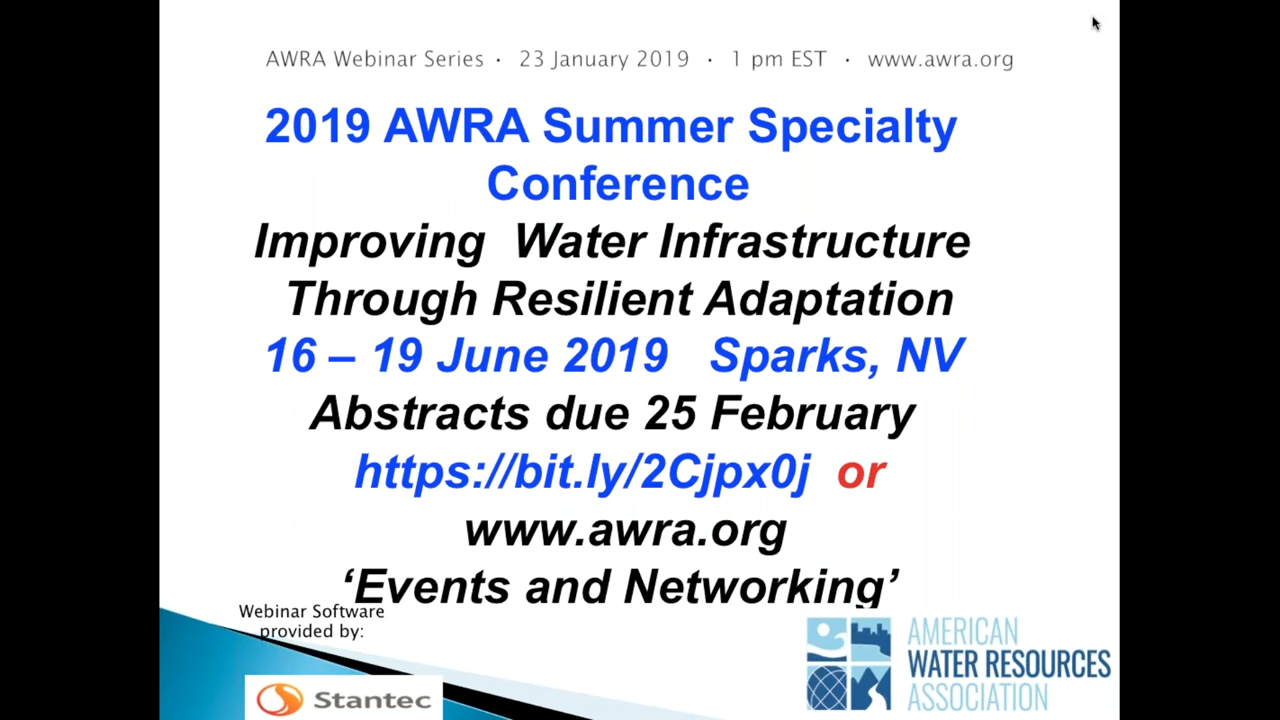 AWRA Webinar Series · 23 January 2019 · 1 pm EST · www.awra.org
2019 AWRA Summer Specialty
Conference
Improving Water Infrastructure
Through Resilient Adaptation
16 – 19 June 2019 Sparks, NV
Abstracts due 25 February
https://bit.ly/2Cjpx0j or
www.awra.org
‘Events and Networking’
Webinar Software
provided by:
Stantec
AMERICAN
WATER RESOURCES
ASSOCIATION